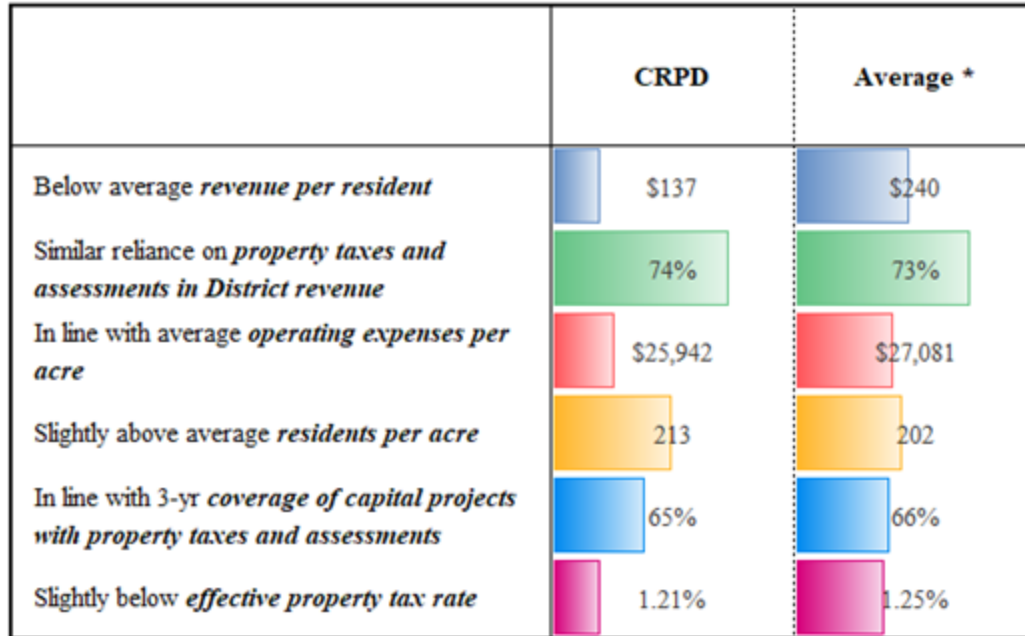 CRPD Average *
Below average revenue per resident $137 $240
Similar reliance on property taxes and
assessments in District revenue 74% 73%
In line with average operating expenses per
acre $25,942 $27,081
Slightly above average residents per acre 213 202
In line with 3-yr coverage of capital projects
with property taxes and assessments 65% 66%
Slightly below effective property tax rate 1.21% 1.25%